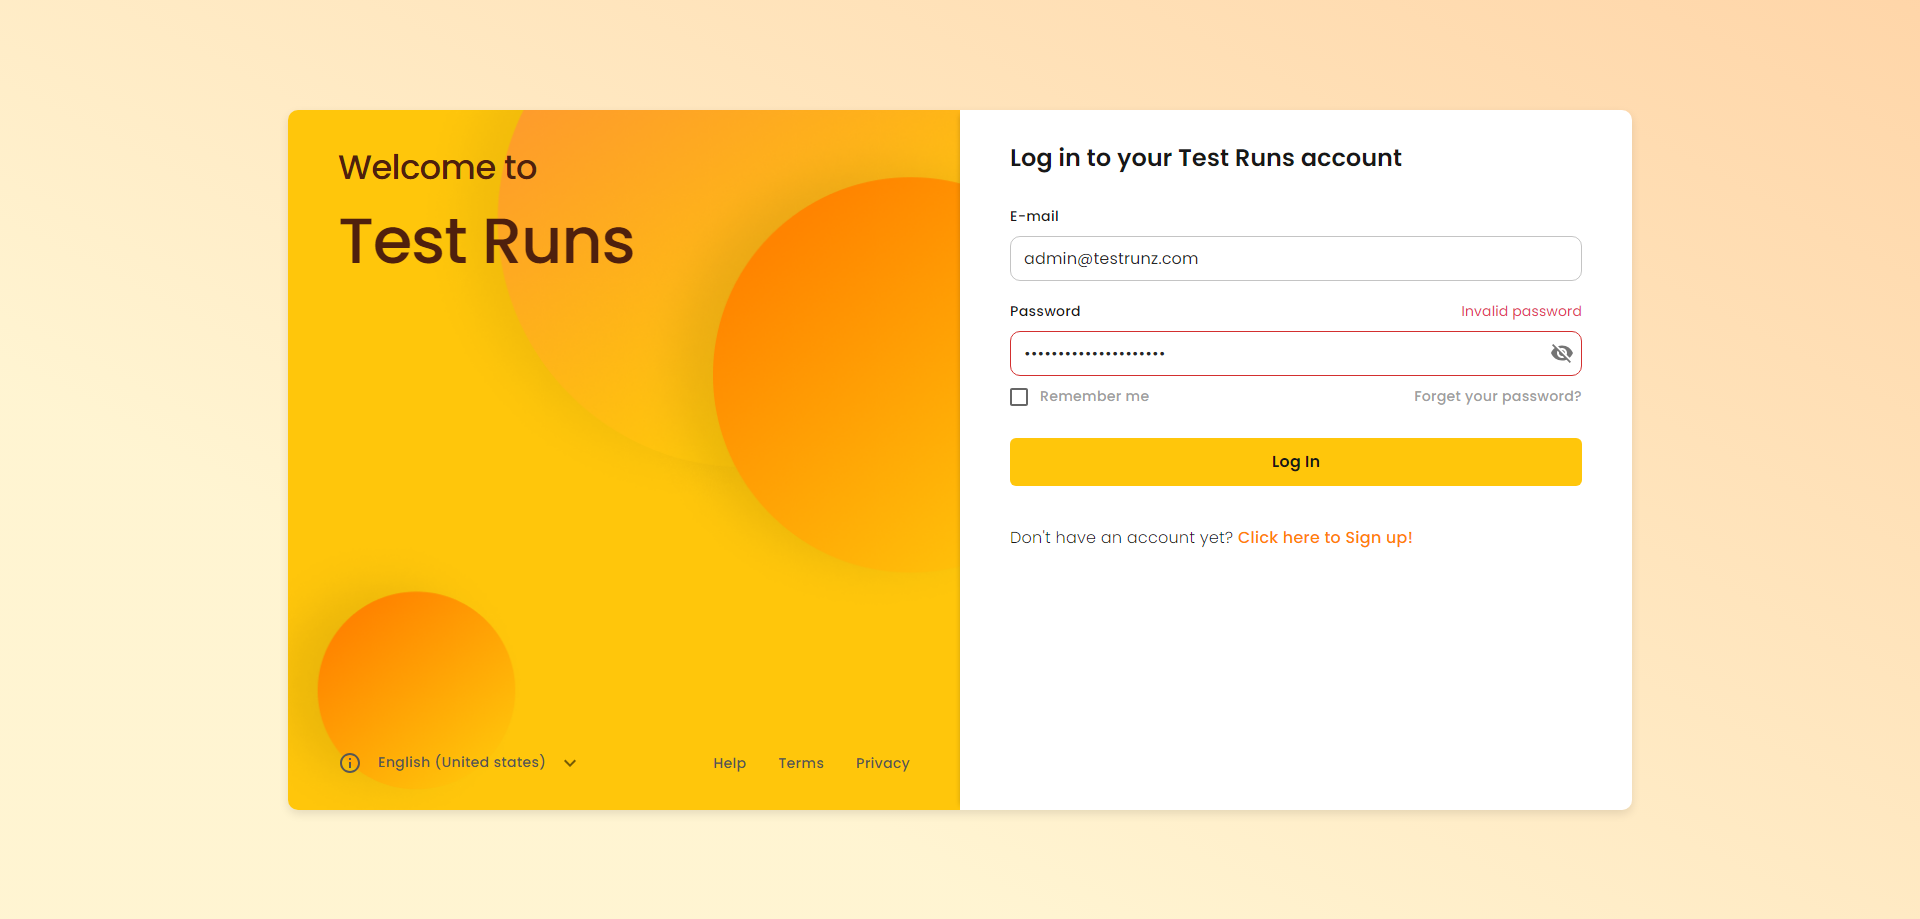 Welcome to
Test Runs
English (United states)
Help Terms Privacy
Log in to your Test Runs account
E-mail
admin@testrunz.com
Password Invalid password
•••••••••••••••••••••
Remember me Forget your password?
Log In
Don't have an account yet? Click here to Sign up!